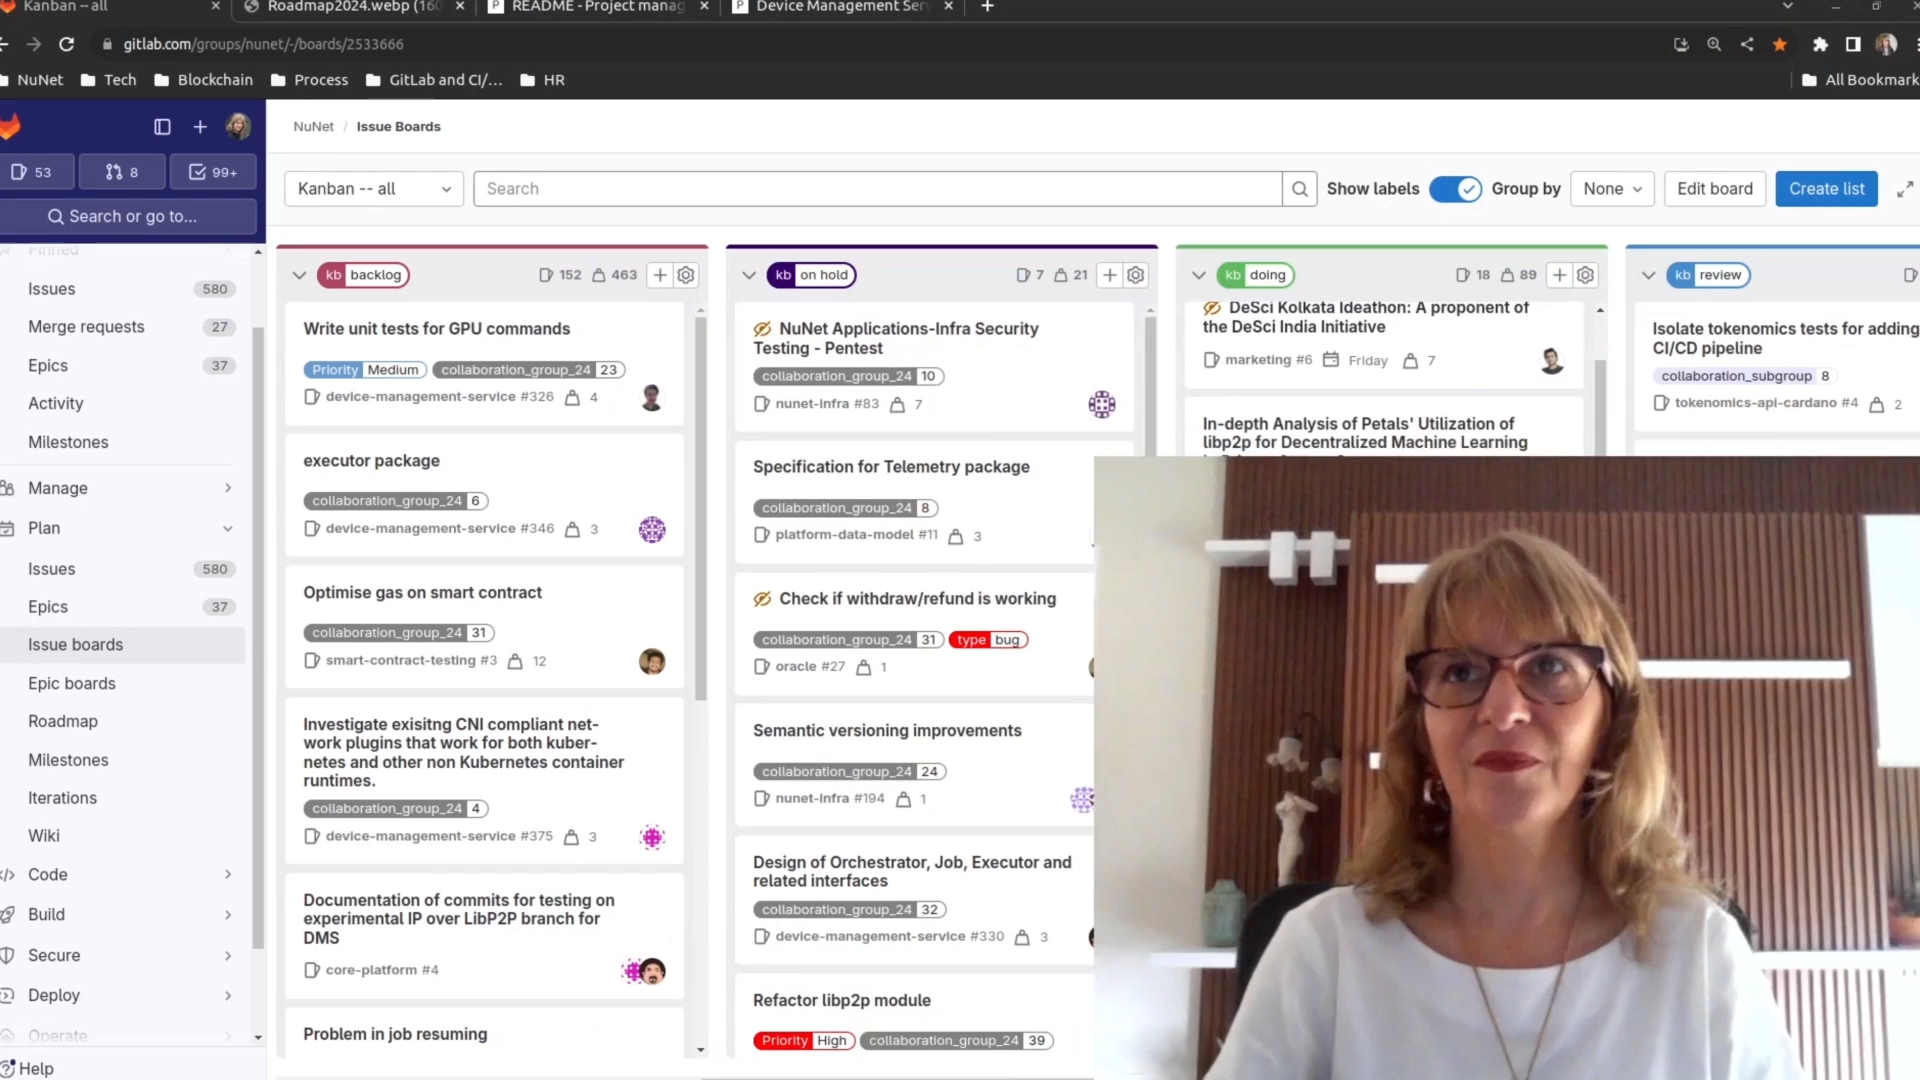 Kanban – all
Roadmap2024.webp (160
README - Project manag
Device Management Ser
gitlab.com/groups/nunet/-/boards/2533666
NuNet
Tech
Blockchain
Process
GitLab and CI/...
HR
All Bookmark
53
8
99+
Search or go to...
Pinned
Issues 580
Merge requests 27
Epics 37
Activity
Milestones
Manage
Plan
Issues 580
Epics 37
Issue boards
Epic boards
Roadmap
Milestones
Iterations
Wiki
Code
Build
Secure
Deploy
Operate
Help
NuNet / Issue Boards
Kanban -- all
Search
Show labels
Group by
None
Edit board
Create list
kb backlog 152 463
Write unit tests for GPU commands
Priority Medium collaboration_group_24 23
device-management-service #326 4
executor package
collaboration_group_24 6
device-management-service #346 3
Optimise gas on smart contract
collaboration_group_24 31
smart-contract-testing #3 12
Investigate exisitng CNI compliant net-
work plugins that work for both kuber-
netes and other non Kubernetes container
runtimes.
collaboration_group_24 4
device-management-service #375 3
Documentation of commits for testing on
experimental IP over LibP2P branch for
DMS
core-platform #4
Problem in job resuming
kb on hold 7 21
NuNet Applications-Infra Security
Testing - Pentest
collaboration_group_24 10
nunet-infra #83 7
Specification for Telemetry package
collaboration_group_24 8
platform-data-model #11 3
Check if withdraw/refund is working
collaboration_group_24 31 type bug
oracle #27 1
Semantic versioning improvements
collaboration_group_24 24
nunet-infra #194 1
Design of Orchestrator, Job, Executor and
related interfaces
collaboration_group_24 32
device-management-service #330 3
Refactor libp2p module
Priority High collaboration_group_24 39
kb doing 18 89
DeSci Kolkata Ideathon: A proponent of
the DeSci India Initiative
marketing #6 Friday 7
In-depth Analysis of Petals' Utilization of
libp2p for Decentralized Machine Learning
kb review
Isolate tokenomics tests for adding
CI/CD pipeline
collaboration_subgroup 8
tokenomics-api-cardano #4 2